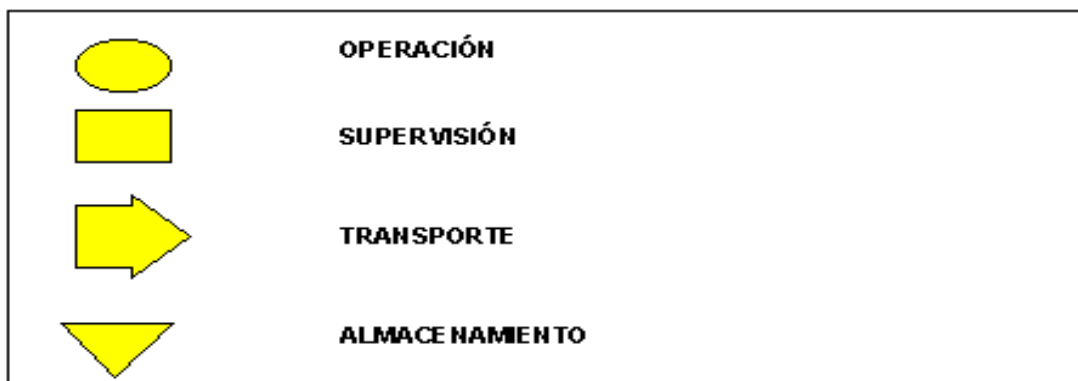 OPERACIÓN
SUPERVISIÓN
TRANSPORTE
ALMACENAMIENTO